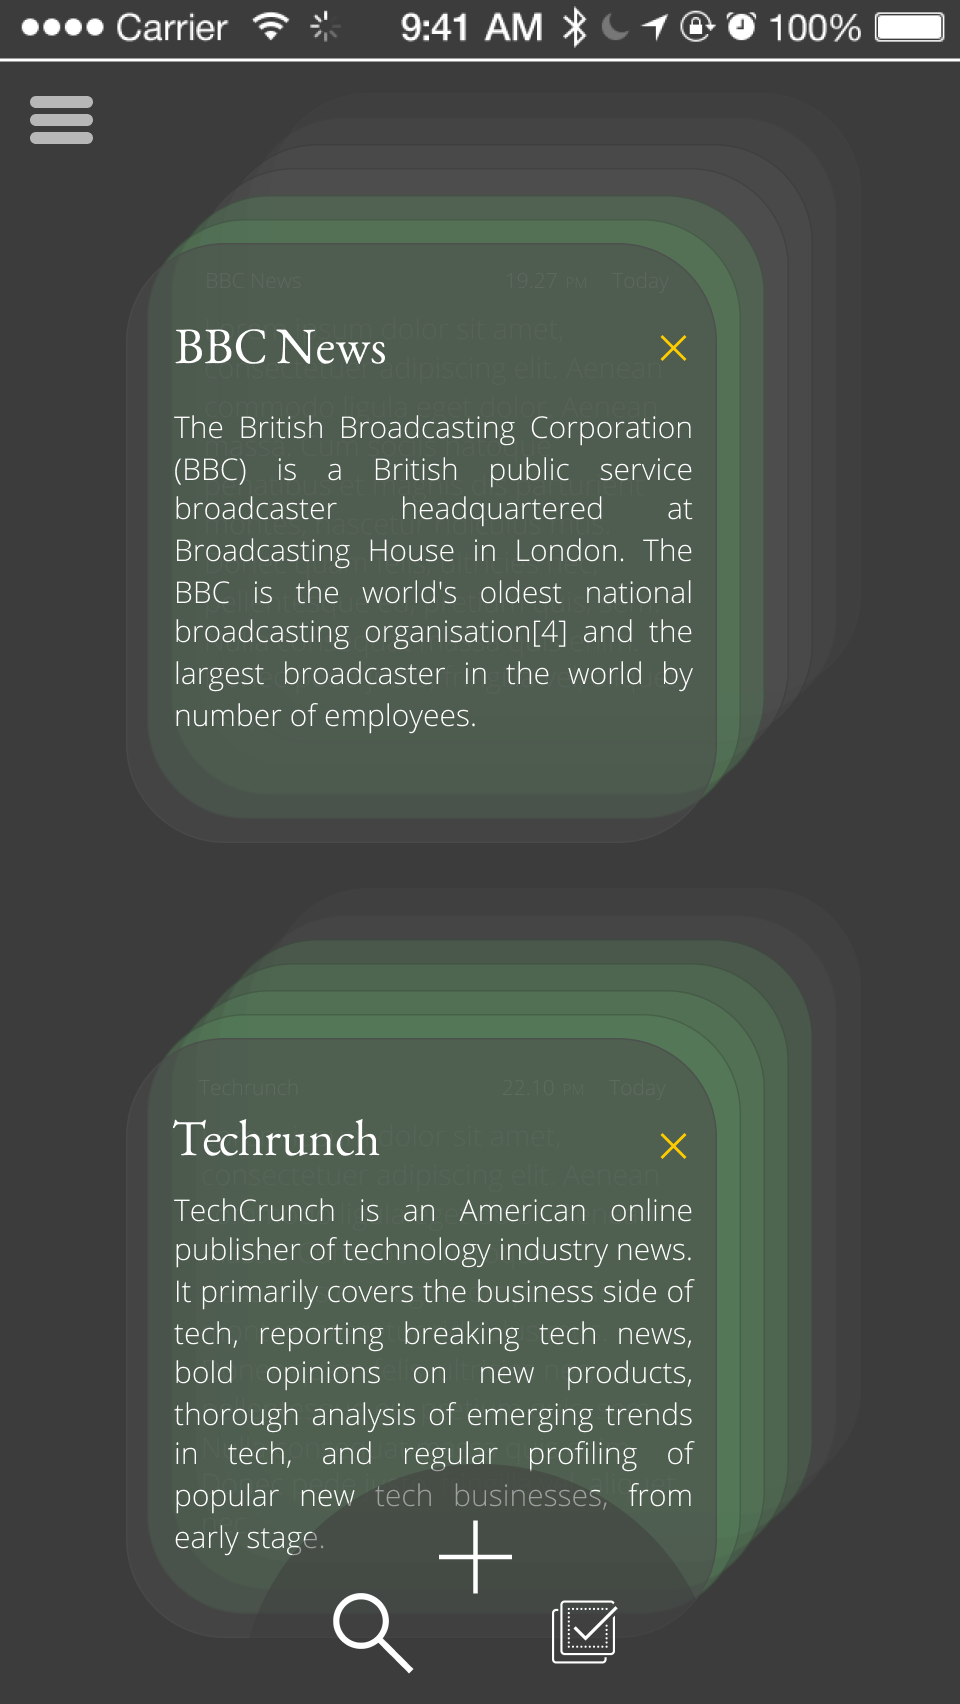 Carrier 9:41 AM 100%
BBC News 19.27 PM Today
BBC News
The British Broadcasting Corporation
(BBC) is a British public service
broadcaster headquartered at
Broadcasting House in London. The
BBC is the world's oldest national
broadcasting organisation[4] and the
largest broadcaster in the world by
number of employees.
Techrunch 22.10 PM Today
Techrunch
TechCrunch is an American online
publisher of technology industry news.
It primarily covers the business side of
tech, reporting breaking tech news,
bold opinions on new products,
thorough analysis of emerging trends
in tech, and regular profiling of
popular new tech businesses, from
early stage.